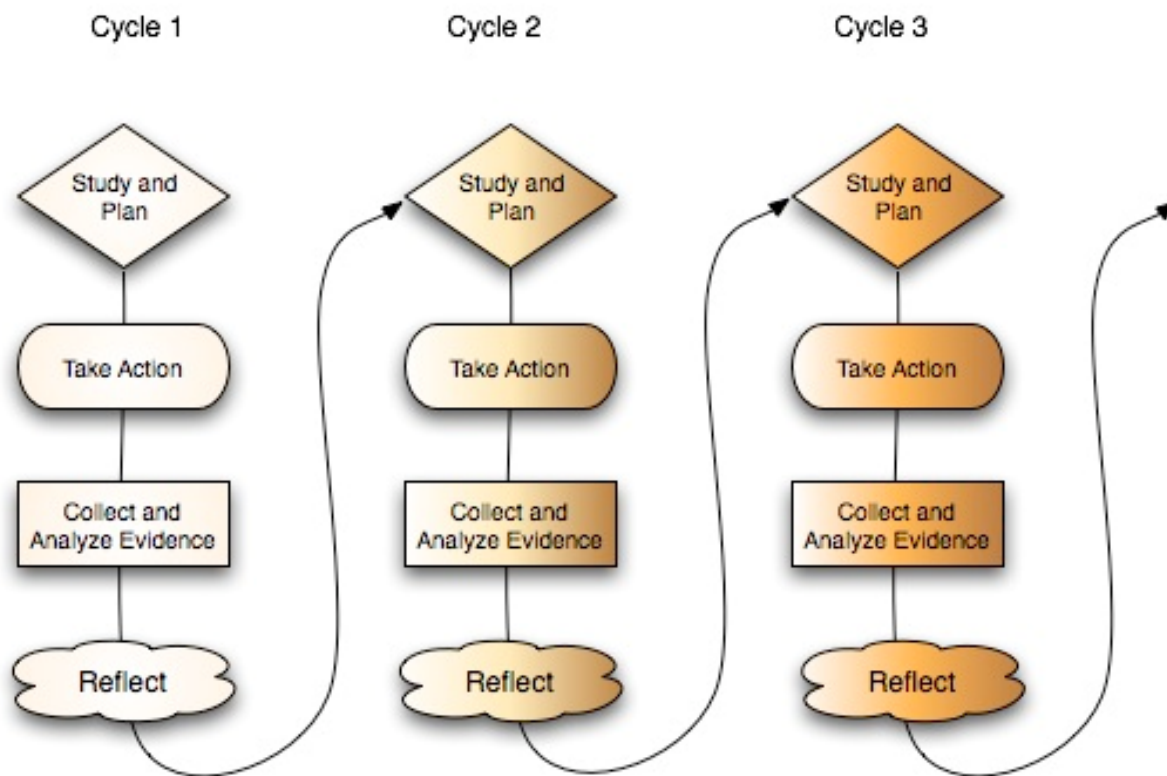 Cycle 1
Cycle 2
Cycle 3
Study and
Plan
Take Action
Collect and
Analyze Evidence
Reflect
Study and
Plan
Take Action
Collect and
Analyze Evidence
Reflect
Study and
Plan
Take Action
Collect and
Analyze Evidence
Reflect